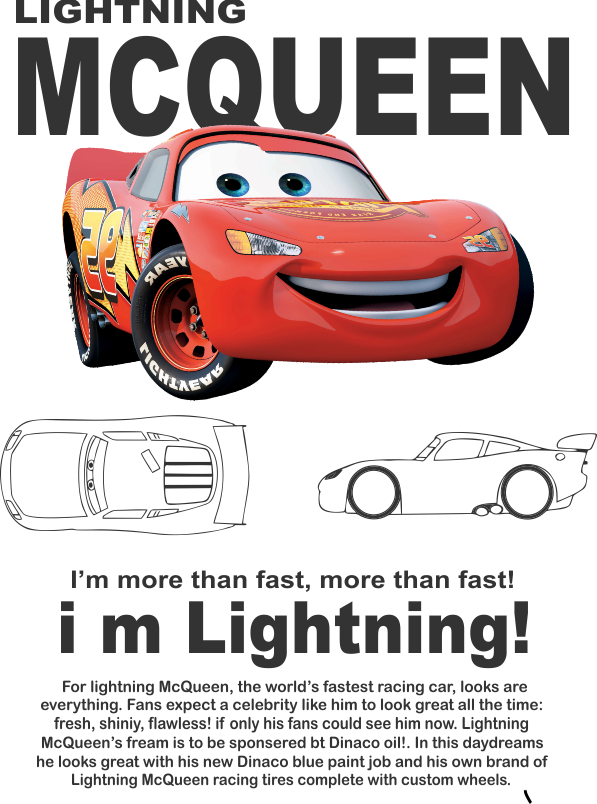 LIGHTNING
MCQUEEN
95
LIGHTYEAR
I'm more than fast, more than fast!
i m Lightning!
For lightning McQueen, the world's fastest racing car, looks are
everything. Fans expect a celebrity like him to look great all the time:
fresh, shiniy, flawless! if only his fans could see him now. Lightning
McQueen's fream is to be sponsered bt Dinaco oil!. In this daydreams
he looks great with his new Dinaco blue paint job and his own brand of
Lightning McQueen racing tires complete with custom wheels.